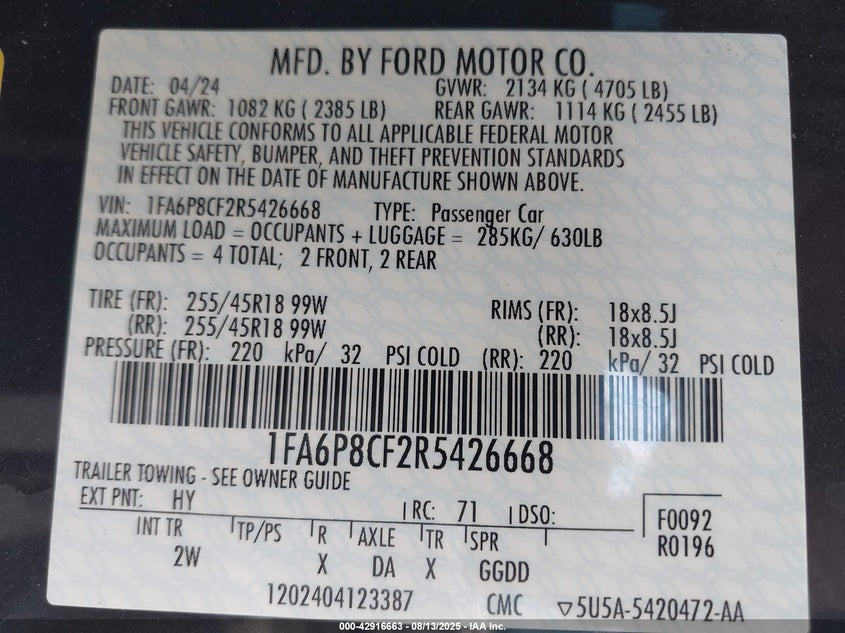 MFD. BY FORD MOTOR CO.
DATE: 04/24 GVWR: 2134 KG ( 4705 LB)
FRONT GAWR: 1082 KG ( 2385 LB) REAR GAWR: 1114 KG ( 2455 LB)
THIS VEHICLE CONFORMS TO ALL APPLICABLE FEDERAL MOTOR
VEHICLE SAFETY, BUMPER, AND THEFT PREVENTION STANDARDS
IN EFFECT ON THE DATE OF MANUFACTURE SHOWN ABOVE.
VIN: 1FA6P8CF2R5426668 TYPE: Passenger Car
MAXIMUM LOAD = OCCUPANTS + LUGGAGE = 285KG/ 630LB
OCCUPANTS = 4 TOTAL; 2 FRONT, 2 REAR
TIRE (FR): 255/45R18 99W RIMS (FR): 18x8.5J
(RR): 255/45R18 99W (RR): 18x8.5J
PRESSURE (FR): 220 kPa/ 32 PSI COLD (RR): 220 kPa/ 32 PSI COLD
1FA6P8CF2R5426668
TRAILER TOWING - SEE OWNER GUIDE
EXT PNT: HY RC: 71 DSO: F0092
R0196
INT TR TP/PS R AXLE TR SPR
2W X DA X GGDD
1202404123387 CMC ▽5U5A-5420472-AA
000-42916663 - 08/13/2025 - IAA Inc.